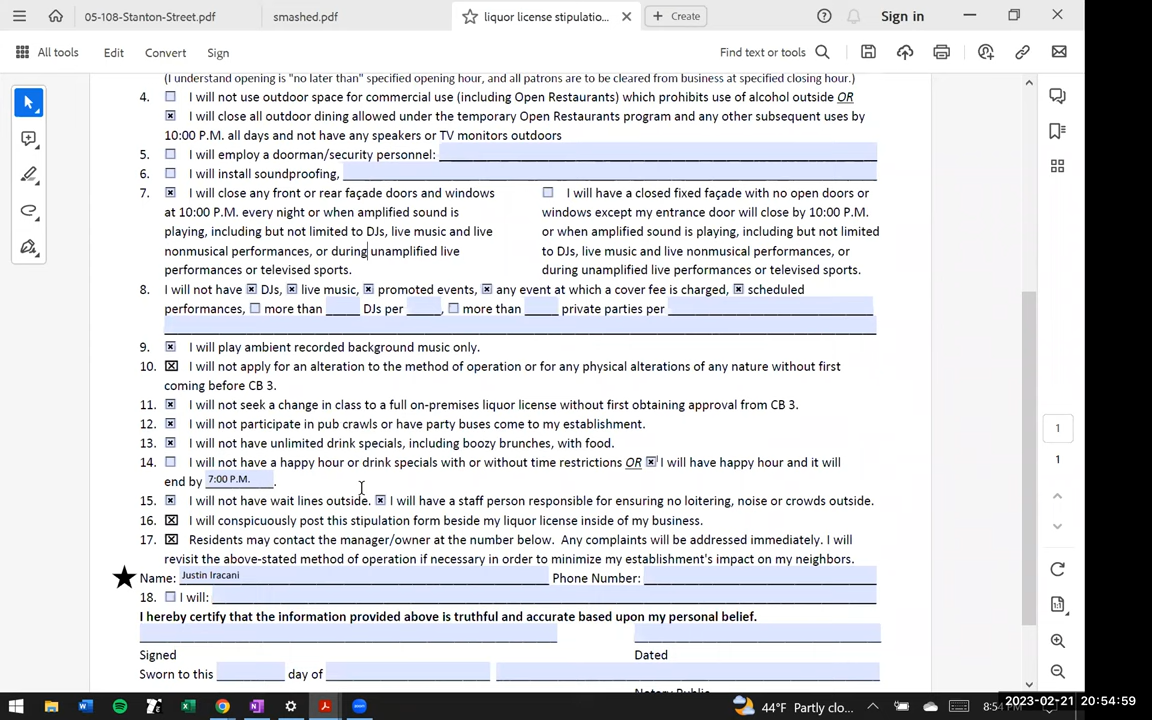 05-108-Stanton-Street.pdf
smashed.pdf
liquor license stipulatio...
Create
Sign in
All tools
Edit
Convert
Sign
Find text or tools
(I understand opening is "no later than" specified opening hour, and all patrons are to be cleared from business at specified closing hour.)
4. I will not use outdoor space for commercial use (including Open Restaurants) which prohibits use of alcohol outside OR
I will close all outdoor dining allowed under the temporary Open Restaurants program and any other subsequent uses by
10:00 P.M. all days and not have any speakers or TV monitors outdoors
5. I will employ a doorman/security personnel:
6. I will install soundproofing,
7. I will close any front or rear façade doors and windows
at 10:00 P.M. every night or when amplified sound is
playing, including but not limited to DJs, live music and live
nonmusical performances, or during unamplified live
performances or televised sports.
I will have a closed fixed façade with no open doors or
windows except my entrance door will close by 10:00 P.M.
or when amplified sound is playing, including but not limited
to DJs, live music and live nonmusical performances, or
during unamplified live performances or televised sports.
8. I will not have DJs, live music, promoted events, any event at which a cover fee is charged, scheduled
performances, more than ____ DJs per ____, more than ____ private parties per
9. I will play ambient recorded background music only.
10. I will not apply for an alteration to the method of operation or for any physical alterations of any nature without first
coming before CB 3.
11. I will not seek a change in class to a full on-premises liquor license without first obtaining approval from CB 3.
12. I will not participate in pub crawls or have party buses come to my establishment.
13. I will not have unlimited drink specials, including boozy brunches, with food.
14. I will not have a happy hour or drink specials with or without time restrictions OR I will have happy hour and it will
end by 7:00 P.M.
15. I will not have wait lines outside. I will have a staff person responsible for ensuring no loitering, noise or crowds outside.
16. I will conspicuously post this stipulation form beside my liquor license inside of my business.
17. Residents may contact the manager/owner at the number below. Any complaints will be addressed immediately. I will
revisit the above-stated method of operation if necessary in order to minimize my establishment's impact on my neighbors.
Name: Justin Iracani Phone Number:
18. I will:
I hereby certify that the information provided above is truthful and accurate based upon my personal belief.
Signed Dated
Sworn to this day of
1
1
44°F Partly clo...
2023-02-21 20:54:59